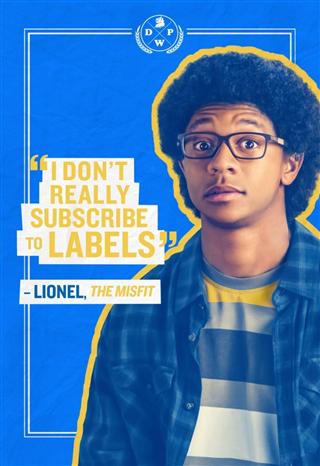 D P
W
"I DON'T
REALLY
SUBSCRIBE
TO LABELS"
– LIONEL, THE MISFIT